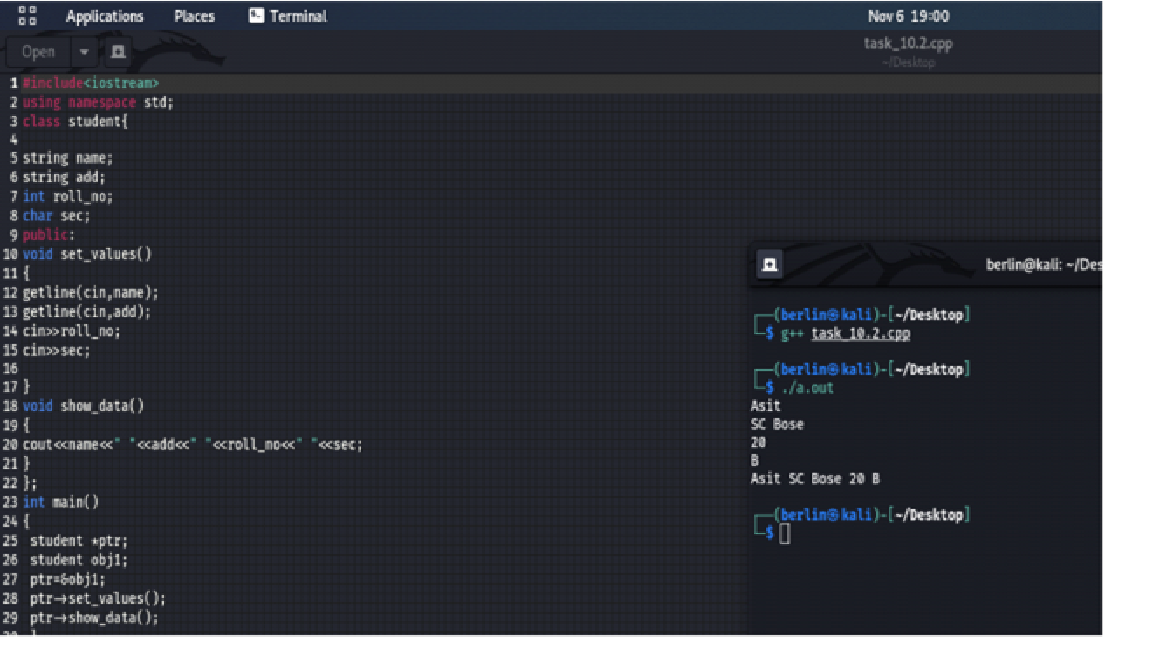 Applications Places Terminal Nov 6 19:00
Open task_10.2.cpp
~/Desktop
1 #include<iostream>
2 using namespace std;
3 class student{
4
5 string name;
6 string add;
7 int roll_no;
8 char sec;
9 public:
10 void set_values()
11 {
12 getline(cin,name);
13 getline(cin,add);
14 cin>>roll_no;
15 cin>>sec;
16
17 }
18 void show_data()
19 {
20 cout<<name<<" "<<add<<" "<<roll_no<<" "<<sec;
21 }
22 };
23 int main()
24 {
25 student *ptr;
26 student obj1;
27 ptr=&obj1;
28 ptr→set_values();
29 ptr→show_data();
berlin@kali: ~/Des
(berlin㉿kali)-[~/Desktop]
$ g++ task_10.2.cpp
(berlin㉿kali)-[~/Desktop]
$ ./a.out
Asit
SC Bose
20
B
Asit SC Bose 20 B
(berlin㉿kali)-[~/Desktop]
$